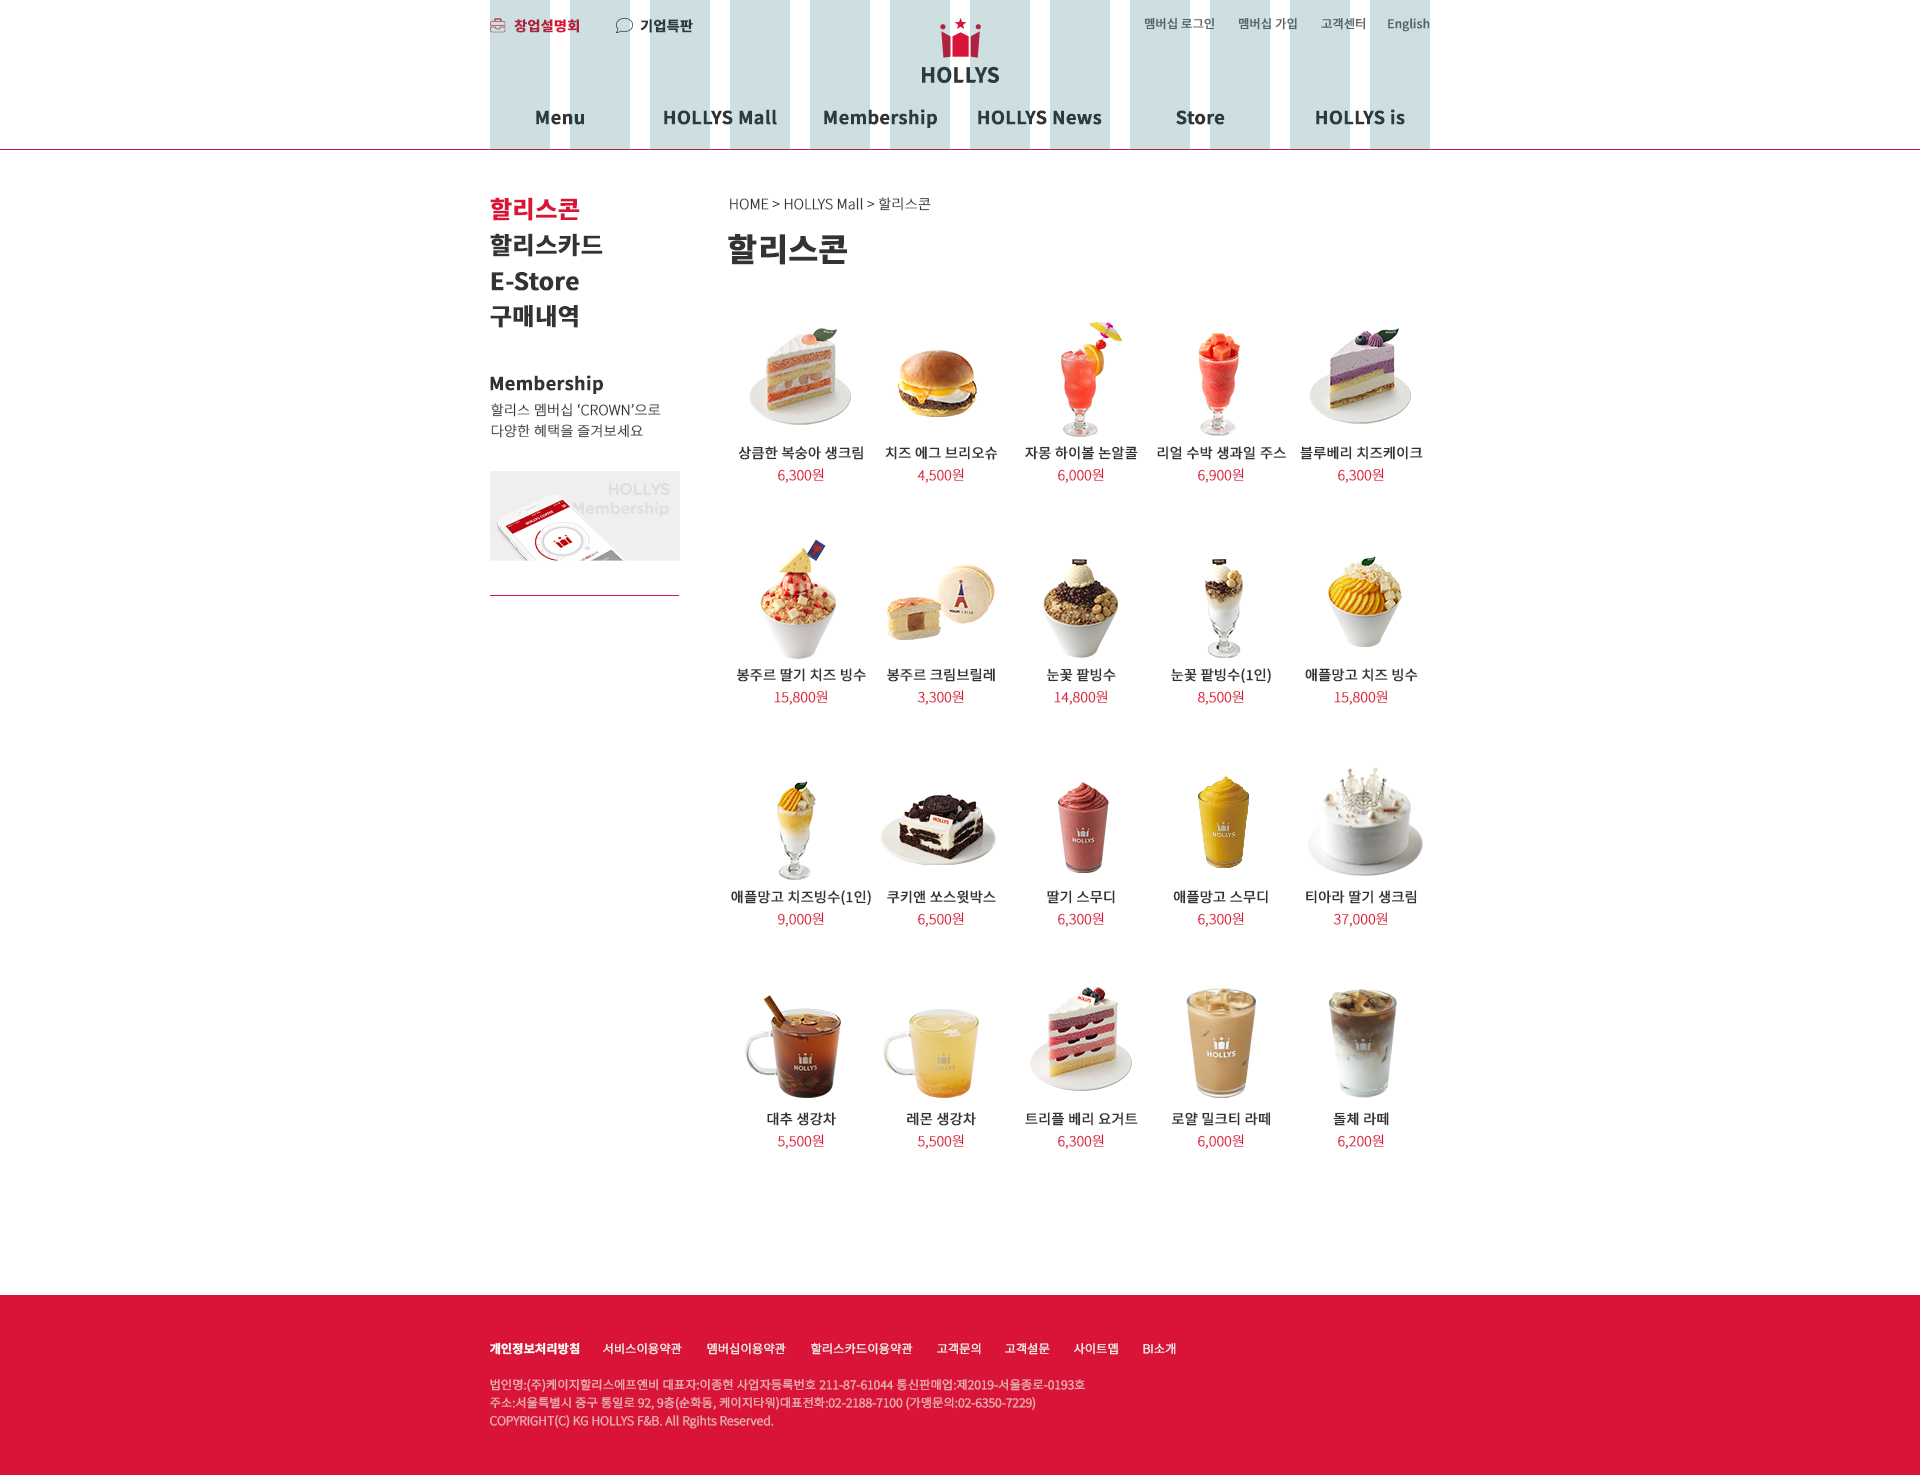 창업설명회 기업특판 멤버십 로그인 멤버십 가입 고객센터 English
HOLLYS
Menu HOLLYS Mall Membership HOLLYS News Store HOLLYS is
할리스콘
할리스카드
E-Store
구매내역
Membership
할리스 멤버십 ‘CROWN’으로
다양한 혜택을 즐겨보세요
HOLLYS
Membership
HOLLYS COFFEE
HOME > HOLLYS Mall > 할리스콘
할리스콘
상큼한 복숭아 생크림 치즈 에그 브리오슈 자몽 하이볼 논알콜 리얼 수박 생과일 주스 블루베리 치즈케이크
6,300원 4,500원 6,000원 6,900원 6,300원
봉주르 딸기 치즈 빙수 봉주르 크림브릴레 눈꽃 팥빙수 눈꽃 팥빙수(1인) 애플망고 치즈 빙수
15,800원 3,300원 14,800원 8,500원 15,800원
HOLLYS HOLLYS HOLLYS
애플망고 치즈빙수(1인) 쿠키앤 쏘스윗박스 딸기 스무디 애플망고 스무디 티아라 딸기 생크림
9,000원 6,500원 6,300원 6,300원 37,000원
HOLLYS HOLLYS HOLLYS HOLLYS HOLLYS
대추 생강차 레몬 생강차 트리플 베리 요거트 로얄 밀크티 라떼 돌체 라떼
5,500원 5,500원 6,300원 6,000원 6,200원
개인정보처리방침 서비스이용약관 멤버십이용약관 할리스카드이용약관 고객문의 고객설문 사이트맵 BI소개
법인명:(주)케이지할리스에프앤비 대표자:이종현 사업자등록번호 211-87-61044 통신판매업:제2019-서울종로-0193호
주소:서울특별시 중구 통일로 92, 9층(순화동, 케이지타워)대표전화:02-2188-7100 (가맹문의:02-6350-7229)
COPYRIGHT(C) KG HOLLYS F&B. All Rgihts Reserved.